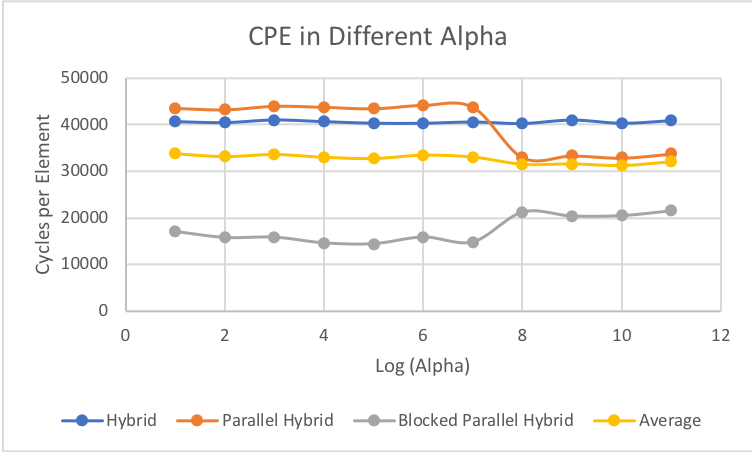 CPE in Different Alpha
Cycles per Element
50000
40000
30000
20000
10000
0
0 2 4 6 8 10 12
Log (Alpha)
Hybrid Parallel Hybrid Blocked Parallel Hybrid Average